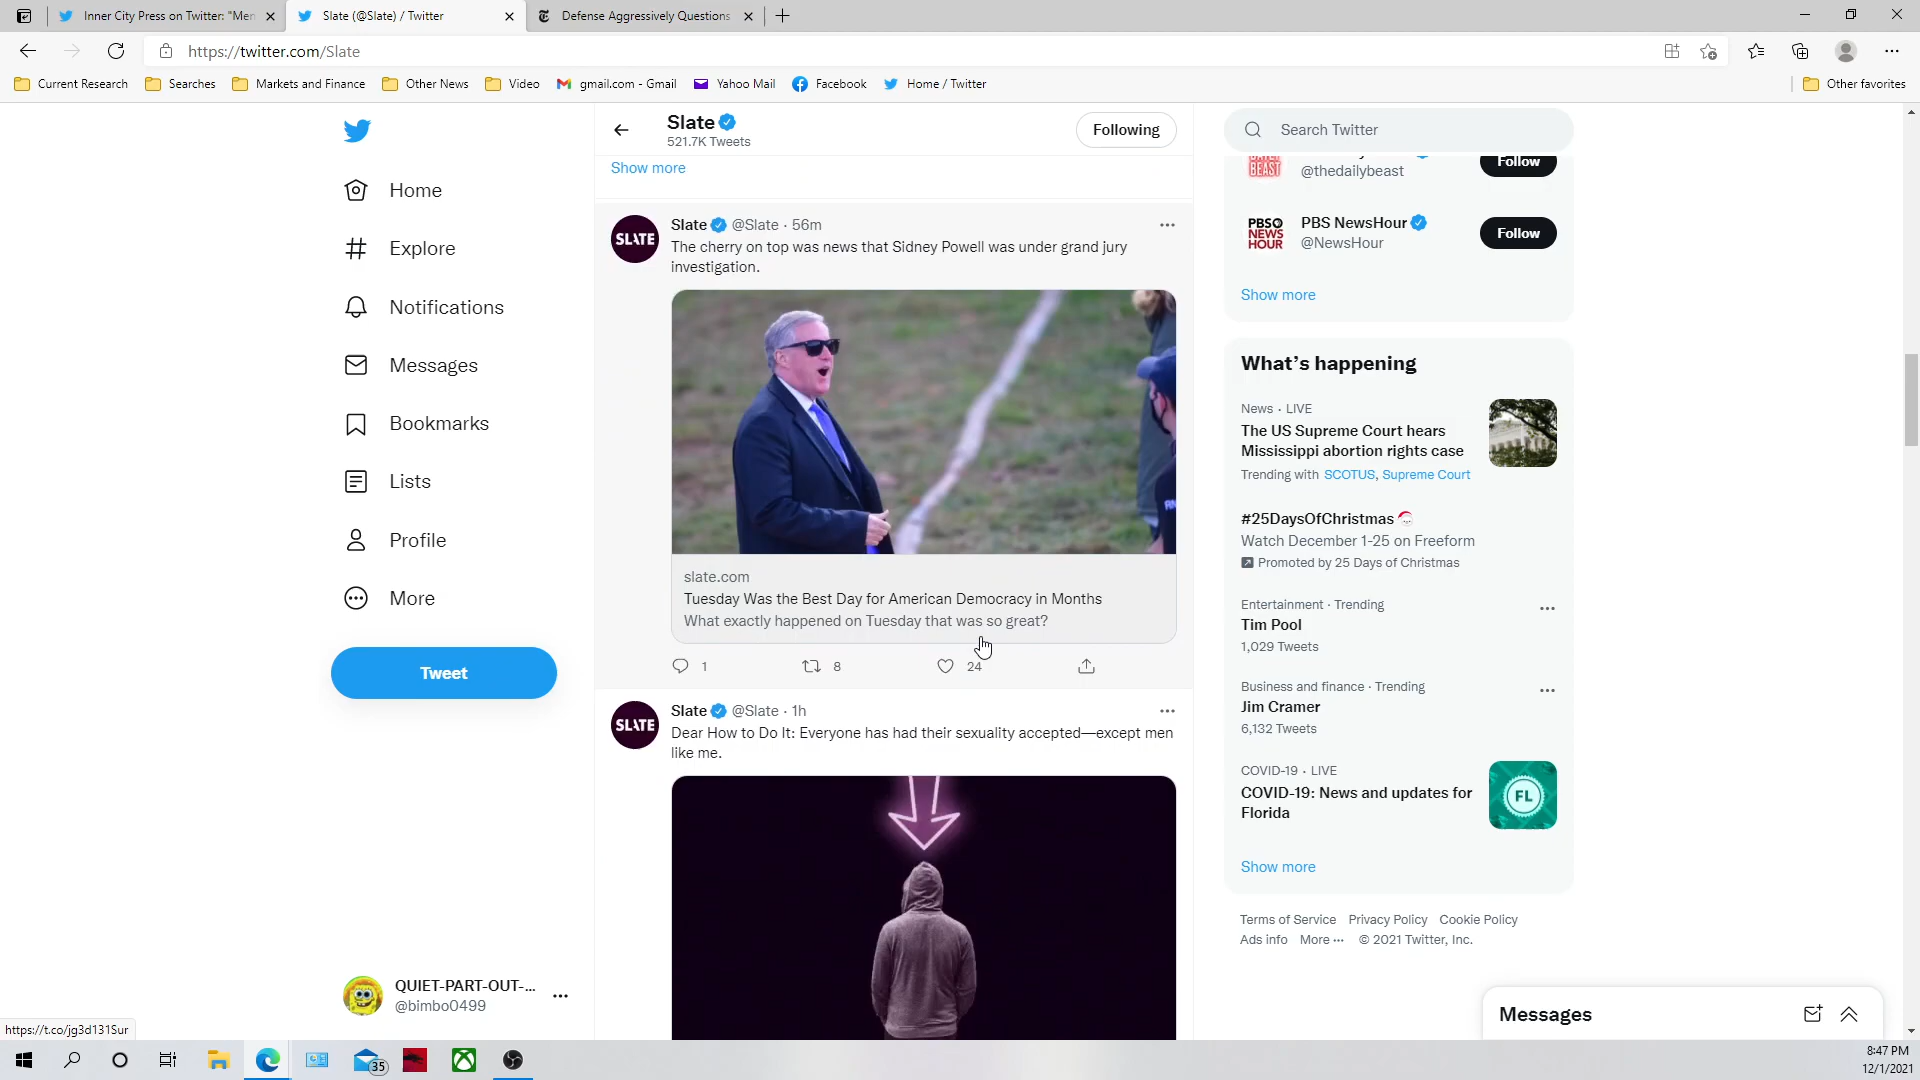 Inner City Press on Twitter: "Men
Slate (@Slate) / Twitter
Defense Aggressively Questions
https://twitter.com/Slate
Current Research
Searches
Markets and Finance
Other News
Video
gmail.com - Gmail
Yahoo Mail
Facebook
Home / Twitter
Other favorites
Home
Explore
Notifications
Messages
Bookmarks
Lists
Profile
More
Tweet
QUIET-PART-OUT-...
@bimbo0499
Slate
521.7K Tweets
Following
Show more
SLATE
Slate @Slate · 56m
The cherry on top was news that Sidney Powell was under grand jury
investigation.
slate.com
Tuesday Was the Best Day for American Democracy in Months
What exactly happened on Tuesday that was so great?
1
8
24
SLATE
Slate @Slate · 1h
Dear How to Do It: Everyone has had their sexuality accepted—except men
like me.
Search Twitter
BEAST
@thedailybeast
Follow
PBS
NEWS
HOUR
PBS NewsHour
@NewsHour
Follow
Show more
What's happening
News · LIVE
The US Supreme Court hears
Mississippi abortion rights case
Trending with SCOTUS, Supreme Court
#25DaysOfChristmas
Watch December 1-25 on Freeform
Promoted by 25 Days of Christmas
Entertainment · Trending
Tim Pool
1,029 Tweets
Business and finance · Trending
Jim Cramer
6,132 Tweets
COVID-19 · LIVE
COVID-19: News and updates for
Florida
FL
Show more
Terms of Service Privacy Policy Cookie Policy
Ads info More ··· © 2021 Twitter, Inc.
Messages
https://t.co/jg3d131Sur
35
8:47 PM
12/1/2021